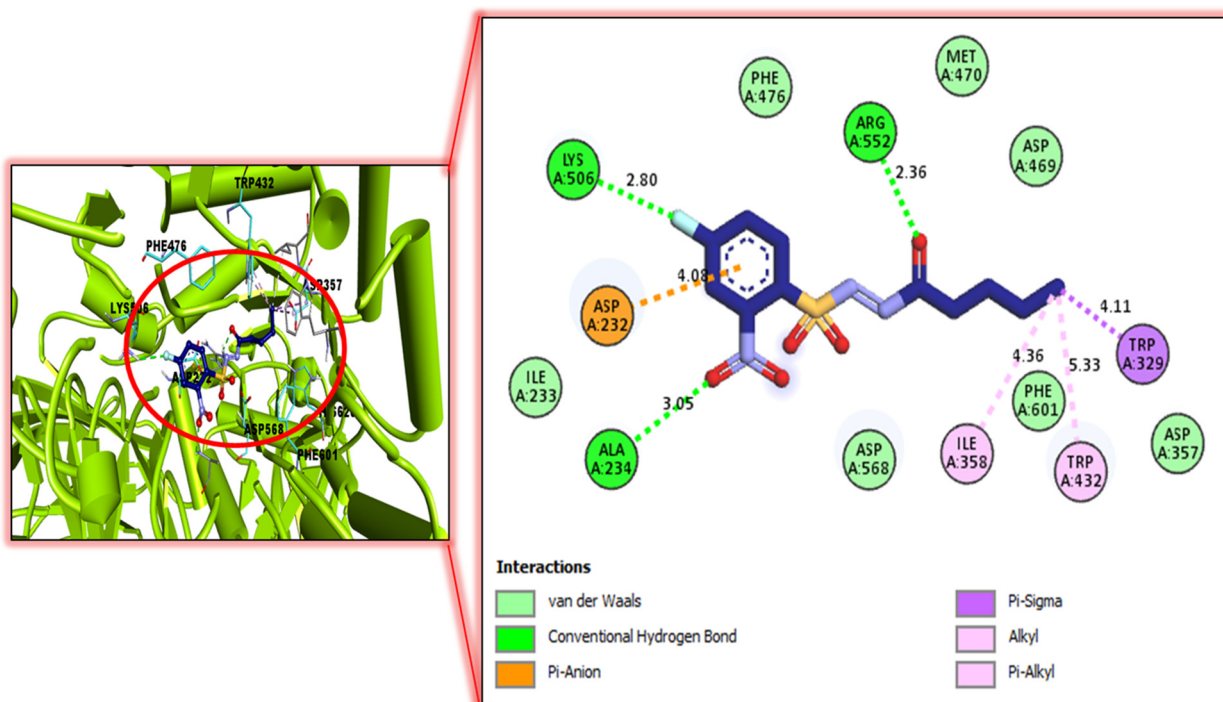 TRP432
PHE476
ASP357
LYS506
ASP568
PHE601
PHE
A:476
MET
A:470
ARG
A:552
ASP
A:469
LYS
A:506
2.80
2.36
4.08
ASP
A:232
4.11
TRP
A:329
4.36
5.33
ILE
A:233
3.05
PHE
A:601
ALA
A:234
ASP
A:568
ILE
A:358
TRP
A:432
ASP
A:357
Interactions
van der Waals
Conventional Hydrogen Bond
Pi-Anion
Pi-Sigma
Alkyl
Pi-Alkyl